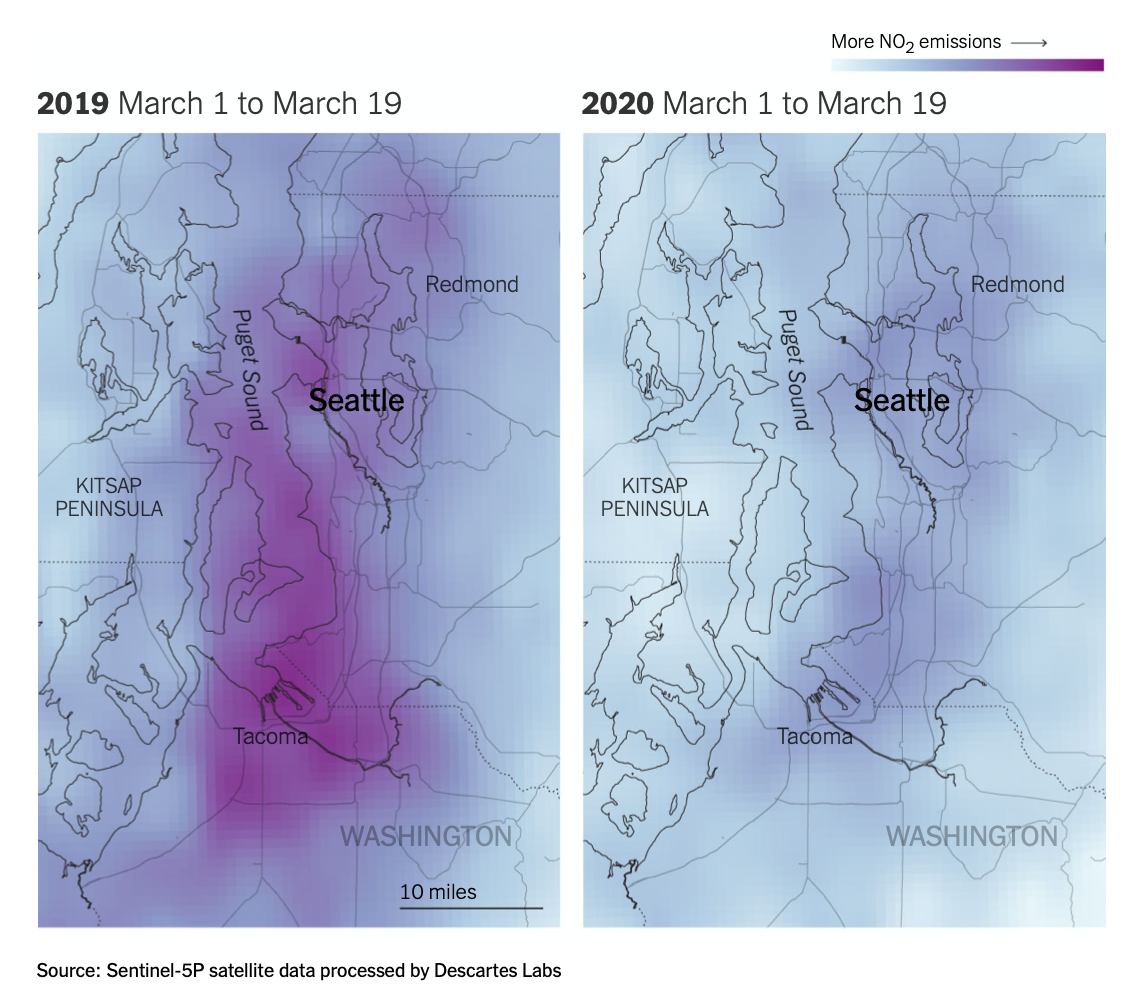 More NO₂ emissions
2019 March 1 to March 19
2020 March 1 to March 19
Redmond
Puget Sound
Seattle
KITSAP
PENINSULA
Tacoma
WASHINGTON
10 miles
Redmond
Puget Sound
Seattle
KITSAP
PENINSULA
Tacoma
WASHINGTON
Source: Sentinel-5P satellite data processed by Descartes Labs